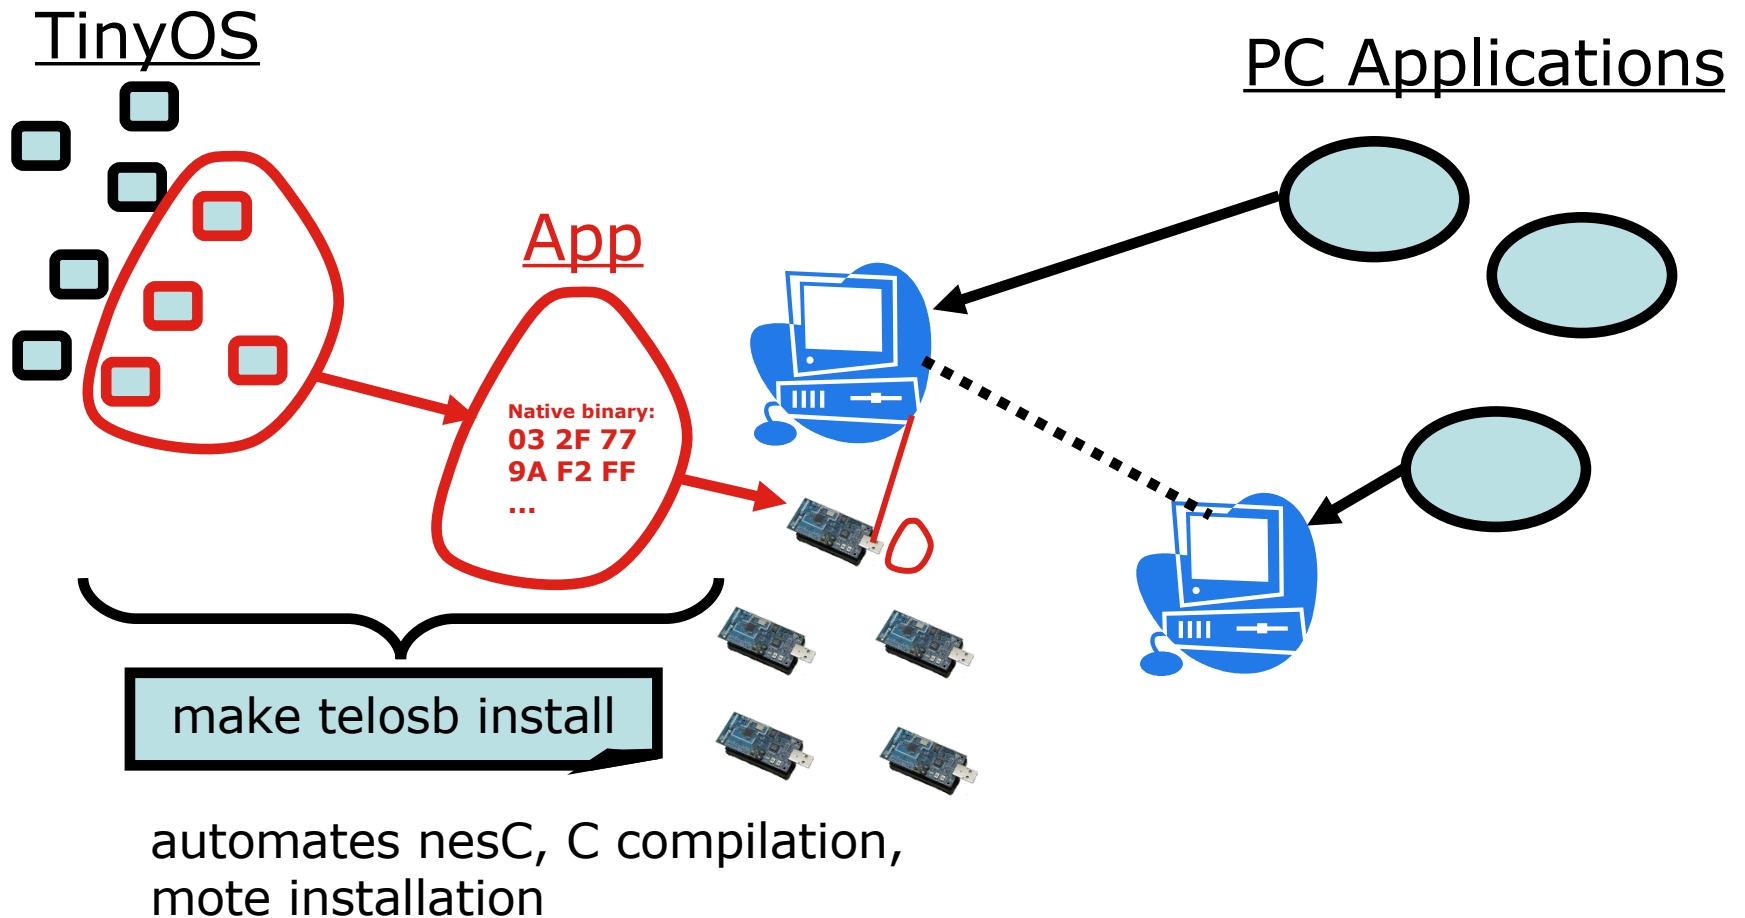 TinyOS
PC Applications
App
Native binary:
03 2F 77
9A F2 FF
...
make telosb install
automates nesC, C compilation,
mote installation